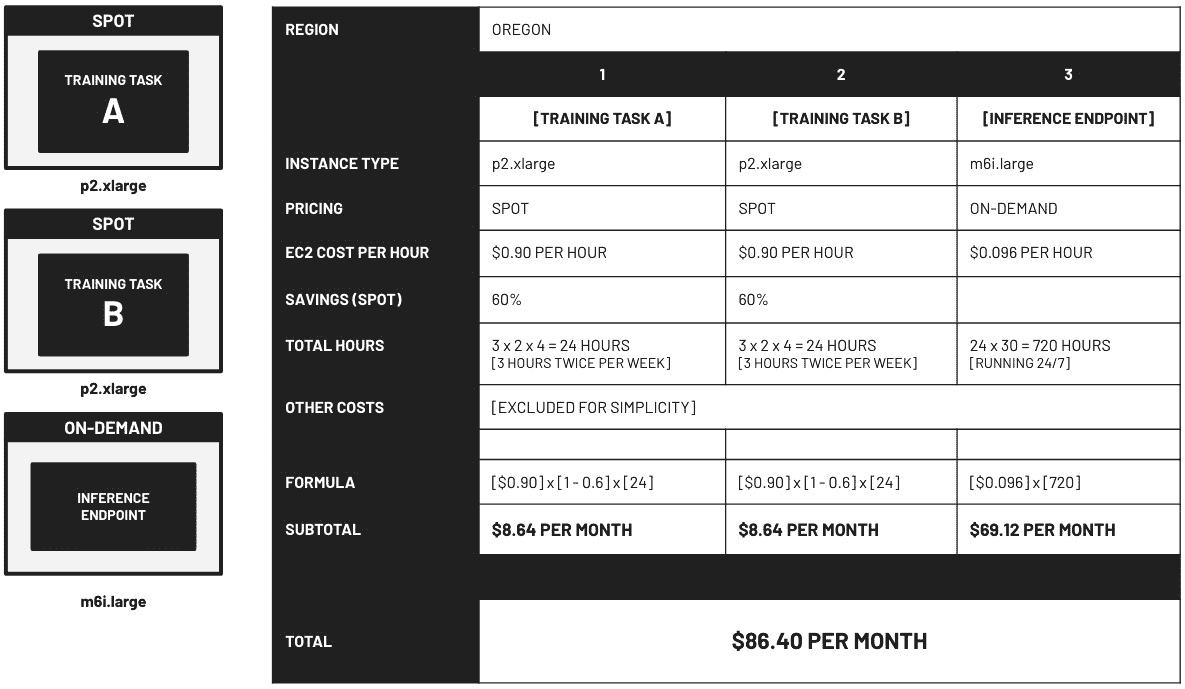 SPOT
TRAINING TASK
A
p2.xlarge
SPOT
TRAINING TASK
B
p2.xlarge
ON-DEMAND
INFERENCE
ENDPOINT
m6i.large
REGION OREGON
1 2 3
[TRAINING TASK A] [TRAINING TASK B] [INFERENCE ENDPOINT]
INSTANCE TYPE p2.xlarge p2.xlarge m6i.large
PRICING SPOT SPOT ON-DEMAND
EC2 COST PER HOUR $0.90 PER HOUR $0.90 PER HOUR $0.096 PER HOUR
SAVINGS (SPOT) 60% 60%
TOTAL HOURS 3 x 2 x 4 = 24 HOURS 3 x 2 x 4 = 24 HOURS 24 x 30 = 720 HOURS
[3 HOURS TWICE PER WEEK] [3 HOURS TWICE PER WEEK] [RUNNING 24/7]
OTHER COSTS [EXCLUDED FOR SIMPLICITY]
FORMULA [$0.90] x [1 - 0.6] x [24] [$0.90] x [1 - 0.6] x [24] [$0.096] x [720]
SUBTOTAL $8.64 PER MONTH $8.64 PER MONTH $69.12 PER MONTH
TOTAL $86.40 PER MONTH